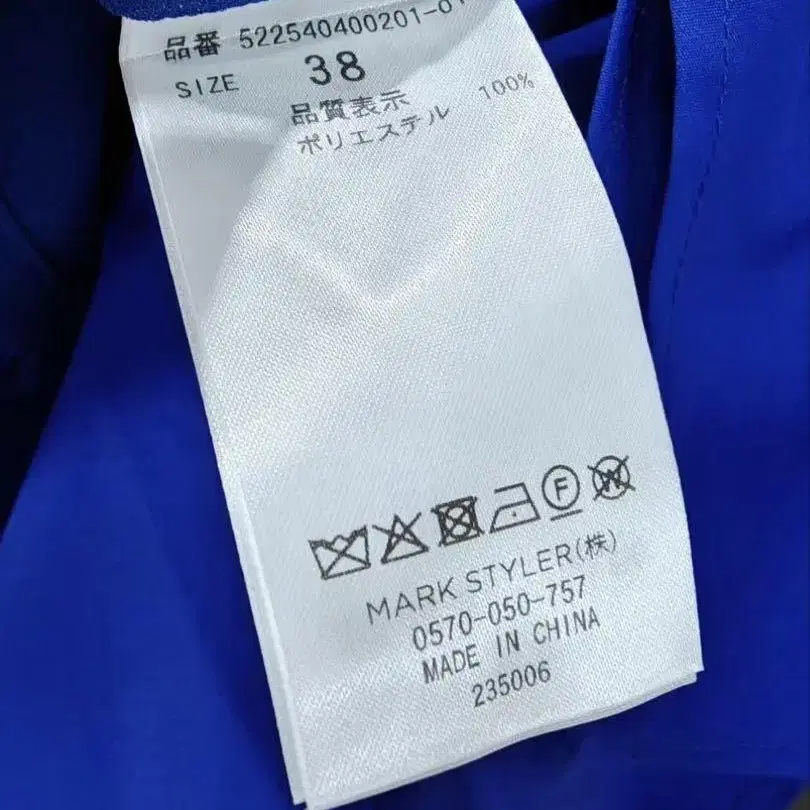 品番 522540400201-01
SIZE 38
品質表示
ポリエステル 100%
F W
MARK STYLER(株)
0570-050-757
MADE IN CHINA
235006